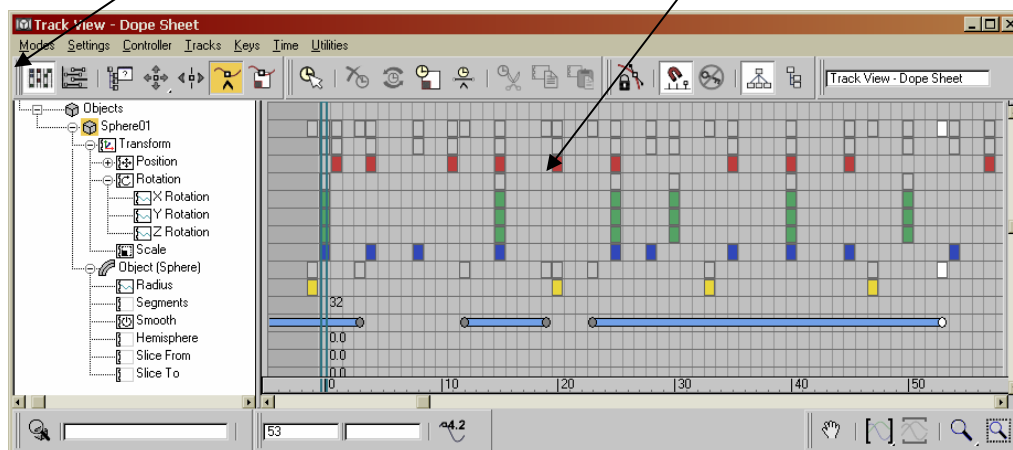 Track View - Dope Sheet
Modes Settings Controller Tracks Keys Time Utilities
Track View - Dope Sheet
Objects
Sphere01
Transform
Position
Rotation
X Rotation
Y Rotation
Z Rotation
Scale
Object (Sphere)
Radius
Segments 32
Smooth
Hemisphere 0.0
Slice From 0.0
Slice To 0.0
0 10 20 30 40 50
53
4.2